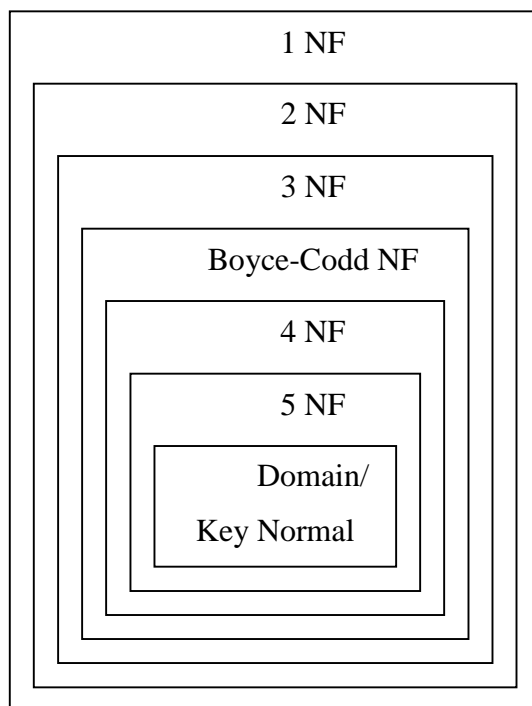 1 NF
2 NF
3 NF
Boyce-Codd NF
4 NF
5 NF
Domain/
Key Normal